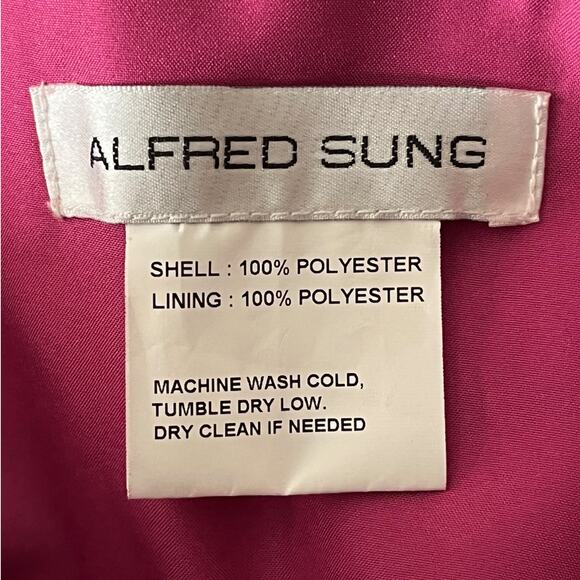 ALFRED SUNG
SHELL : 100% POLYESTER
LINING : 100% POLYESTER
MACHINE WASH COLD,
TUMBLE DRY LOW.
DRY CLEAN IF NEEDED